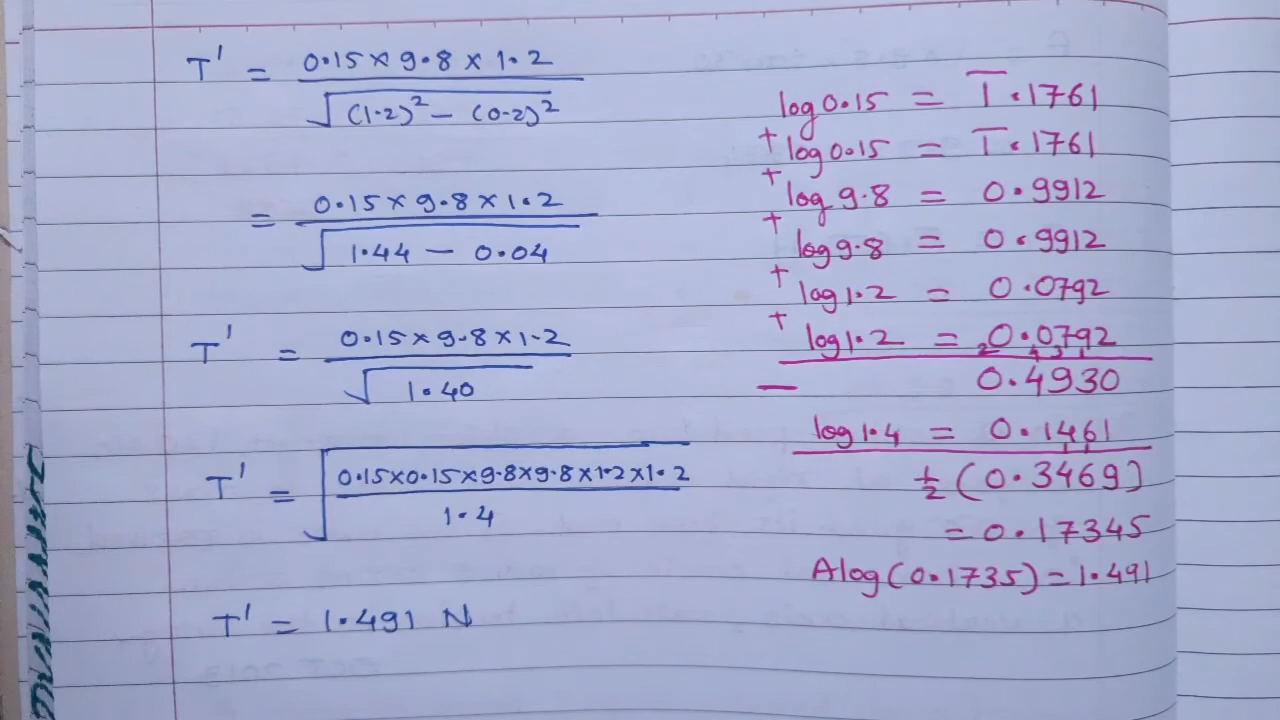 T' = 0.15 × 9.8 × 1.2
√(1.2)² − (0.2)²
= 0.15 × 9.8 × 1.2
√1.44 − 0.04
T' = 0.15 × 9.8 × 1.2
√1.40
T' = √0.15×0.15×9.8×9.8×1.2×1.2
1.4
T' = 1.491 N
log 0.15 = 1̅.1761
+ log 0.15 = 1̅.1761
+ log 9.8 = 0.9912
+ log 9.8 = 0.9912
+ log 1.2 = 0.0792
+ log 1.2 = 0.0792
0.4930
− log 1.4 = 0.1461
½ (0.3469)
= 0.17345
Alog (0.1735) = 1.491